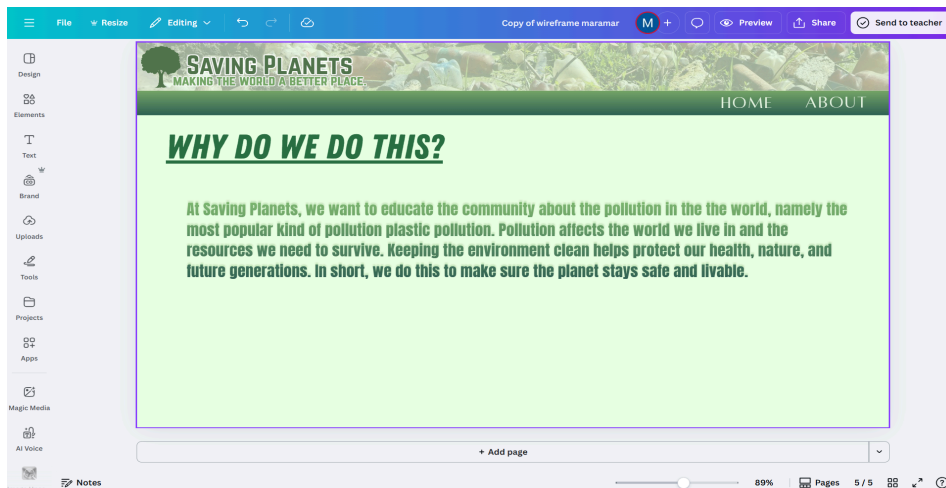 File Resize Editing Copy of wireframe maramar M + Preview Share Send to teacher
Design
Elements
Text
Brand
Uploads
Tools
Projects
Apps
Magic Media
AI Voice
SAVING PLANETS
MAKING THE WORLD A BETTER PLACE.
HOME ABOUT
WHY DO WE DO THIS?
At Saving Planets, we want to educate the community about the pollution in the the world, namely the
most popular kind of pollution plastic pollution. Pollution affects the world we live in and the
resources we need to survive. Keeping the environment clean helps protect our health, nature, and
future generations. In short, we do this to make sure the planet stays safe and livable.
+ Add page
Notes 89% Pages 5 / 5